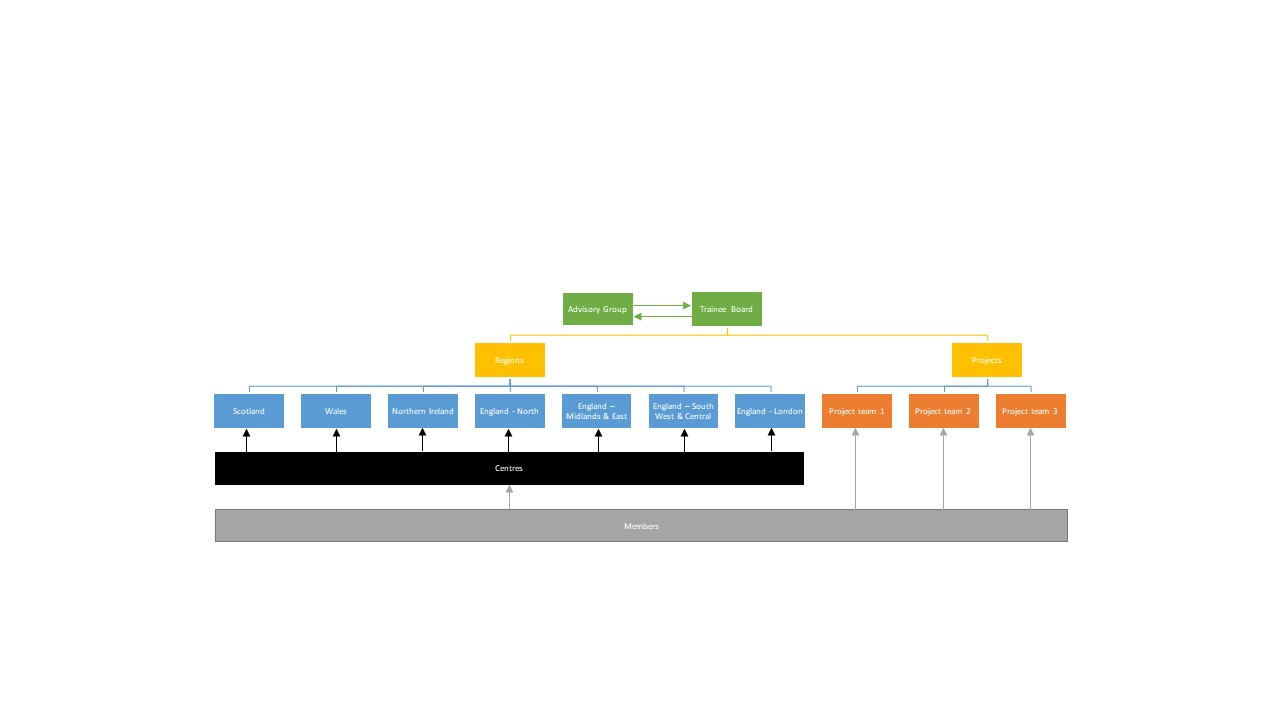 Advisory Group
Trainee Board
Regions
Projects
Scotland
Wales
Northern Ireland
England - North
England –
Midlands & East
England – South
West & Central
England - London
Project team 1
Project team 2
Project team 3
Centres
Members